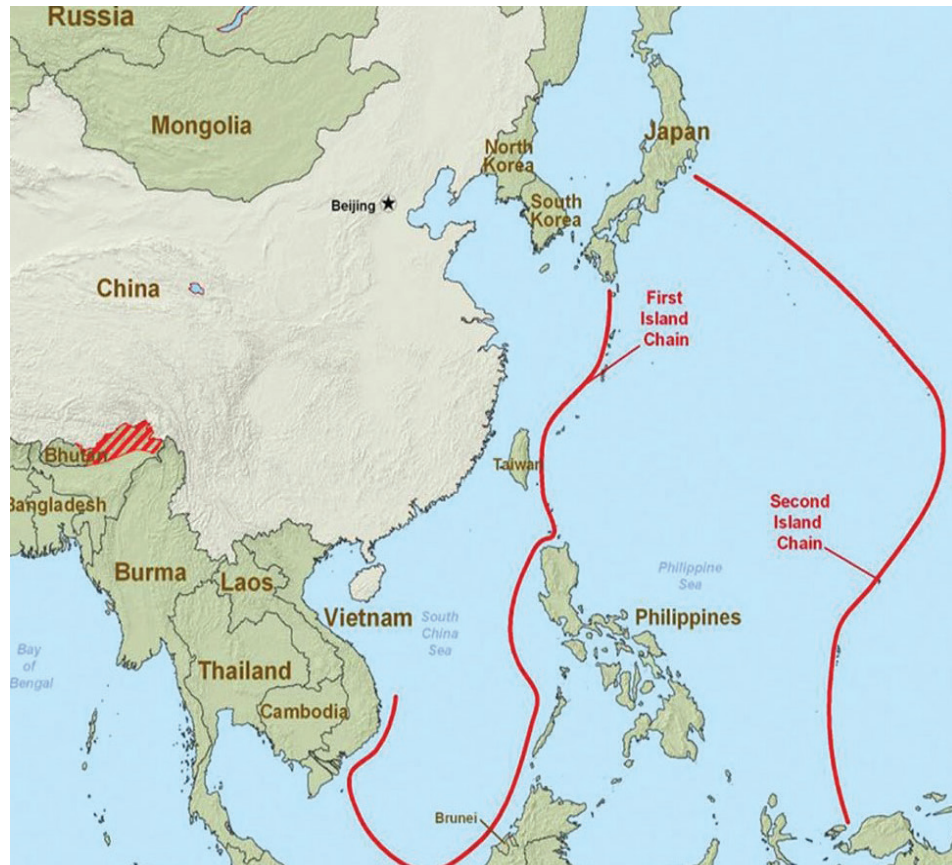 Russia
Mongolia
North
Korea
Japan
Beijing
South
Korea
China
First
Island
Chain
Taiwan
Bhutan
Bangladesh
Second
Island
Chain
Burma
Laos
Philippine
Sea
Vietnam
South
China
Sea
Philippines
Bay
of
Bengal
Thailand
Cambodia
Brunei